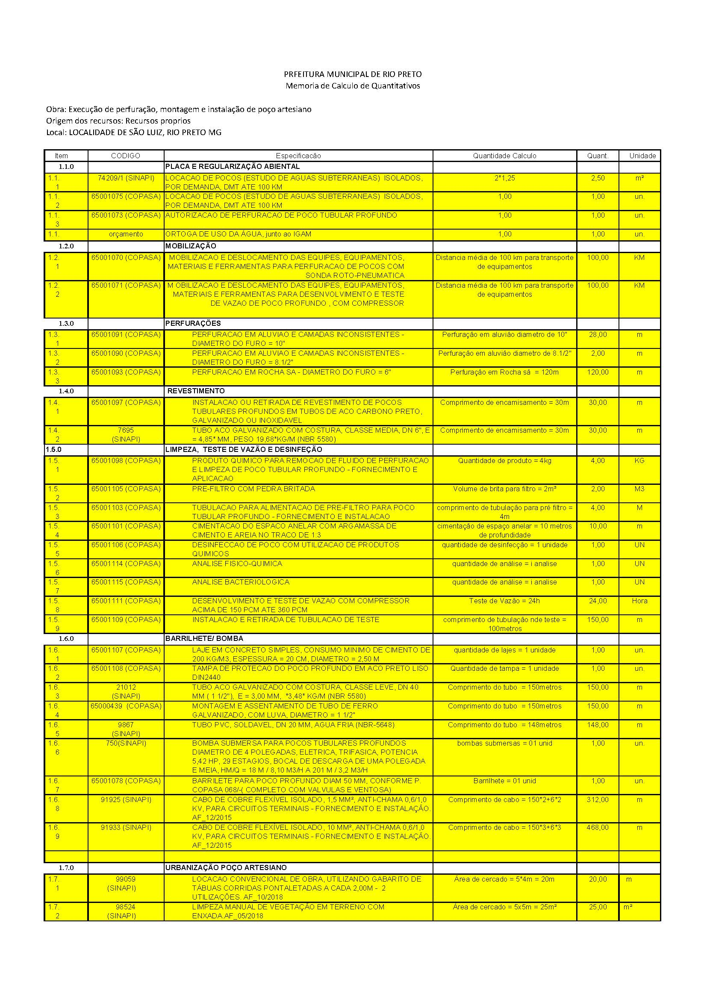 PRFEITURA MUNICIPAL DE RIO PRETO
Memoria de Calculo de Quantitativos
Obra: Execução de perfuração, montagem e instalação de poço artesiano
Origem dos recursos: Recursos proprios
Local: LOCALIDADE DE SÃO LUIZ, RIO PRETO MG
Item CODIGO Especificacão Quantidade Calculo Quant. Unidade
1.1.0 PLACA E REGULARIZAÇÃO ABIENTAL
1.1. 74209/1 (SINAPI) LOCACAO DE POCOS (ESTUDO DE AGUAS SUBTERRANEAS) ISOLADOS, 2*1,25 2,50 m²
1 POR DEMANDA, DMT ATE 100 KM
1.1. 65001075 (COPASA) LOCACAO DE POCOS (ESTUDO DE AGUAS SUBTERRANEAS) ISOLADOS, 1,00 1,00 un.
2 POR DEMANDA, DMT ATE 100 KM
1.1. 65001073 (COPASA) AUTORIZACAO DE PERFURACAO DE POCO TUBULAR PROFUNDO 1,00 1,00 un.
3
1.1. orçamento ORTOGA DE USO DA ÁGUA, junto ao IGAM 1,00 1,00 un.
1.2.0 MOBILIZAÇÃO
1.2. 65001070 (COPASA) MOBILIZACAO E DESLOCAMENTO DAS EQUIPES, EQUIPAMENTOS, Distancia média de 100 km para transporte 100,00 KM
1 MATERIAIS E FERRAMENTAS PARA PERFURACAO DE POCOS COM de equipamentos
SONDA ROTO-PNEUMATICA
1.2. 65001071 (COPASA) M OBILIZACAO E DESLOCAMENTO DAS EQUIPES, EQUIPAMENTOS, Distancia média de 100 km para transporte 100,00 KM
2 MATERIAIS E FERRAMENTAS PARA DESENVOLVIMENTO E TESTE de equipamentos
DE VAZAO DE POCO PROFUNDO , COM COMPRESSOR
1.3.0 PERFURAÇÕES
1.3. 65001091 (COPASA) PERFURACAO EM ALUVIAO E CAMADAS INCONSISTENTES - Perfuração em aluvião diametro de 10" 28,00 m
1 DIAMETRO DO FURO = 10"
1.3. 65001090 (COPASA) PERFURACAO EM ALUVIAO E CAMADAS INCONSISTENTES - Perfuração em aluvião diametro de 8.1/2" 2,00 m
2 DIAMETRO DO FURO = 8.1/2"
1.3. 65001093 (COPASA) PERFURACAO EM ROCHA SA - DIAMETRO DO FURO = 6" Perfuração em Rocha sã = 120m 120,00 m
3
1.4.0 REVESTIMENTO
1.4. 65001097 (COPASA) INSTALACAO OU RETIRADA DE REVESTIMENTO DE POCOS Comprimento de encamisamento = 30m 30,00 m
1 TUBULARES PROFUNDOS EM TUBOS DE ACO CARBONO PRETO,
GALVANIZADO OU INOXIDAVEL
1.4. 7695 TUBO ACO GALVANIZADO COM COSTURA, CLASSE MEDIA, DN 6", E Comprimento de encamisamento = 30m 30,00 m
2 (SINAPI) = 4,85* MM, PESO 19,68*KG/M (NBR 5580)
1.5.0 LIMPEZA, TESTE DE VAZÃO E DESINFEÇÃO
1.5. 65001098 (COPASA) PRODUTO QUIMICO PARA REMOCAO DE FLUIDO DE PERFURACAO Quantidade de produto = 4kg 4,00 KG
1 E LIMPEZA DE POCO TUBULAR PROFUNDO - FORNECIMENTO E
APLICACAO
1.5. 65001105 (COPASA) PRE-FILTRO COM PEDRA BRITADA Volume de brita para filtro = 2m³ 2,00 M3
2
1.5. 65001103 (COPASA) TUBULACAO PARA ALIMENTACAO DE PRE-FILTRO PARA POCO comprimento de tubulação para pré filtro = 4,00 M
3 TUBULAR PROFUNDO - FORNECIMENTO E INSTALACAO 4m
1.5. 65001101 (COPASA) CIMENTACAO DO ESPACO ANELAR COM ARGAMASSA DE cimentação de espaço anelar = 10 metros 10,00 m
4 CIMENTO E AREIA NO TRACO DE 1:3 de profundidade
1.5. 65001106 (COPASA) DESINFECCAO DE POCO COM UTILIZACAO DE PRODUTOS quantidade de desinfecção = 1 unidade 1,00 UN
5 QUIMICOS
1.5. 65001114 (COPASA) ANALISE FISICO-QUIMICA quantidade de análise = i analise 1,00 UN
6
1.5. 65001115 (COPASA) ANALISE BACTERIOLOGICA quantidade de análise = i analise 1,00 UN
7
1.5. 65001111 (COPASA) DESENVOLVIMENTO E TESTE DE VAZAO COM COMPRESSOR Teste de Vazão = 24h 24,00 Hora
8 ACIMA DE 150 PCM ATE 360 PCM
1.5. 65001109 (COPASA) INSTALACAO E RETIRADA DE TUBULACAO DE TESTE comprimento de tubulação nde teste = 150,00 m
9 100metros
1.6.0 BARRILHETE/ BOMBA
1.6. 65001107 (COPASA) LAJE EM CONCRETO SIMPLES, CONSUMO MINIMO DE CIMENTO DE quantidade de lajes = 1 unidade 1,00 un.
1 200 KG/M3, ESPESSURA = 20 CM, DIAMETRO = 2,50 M
1.6. 65001108 (COPASA) TAMPA DE PROTECAO DO POCO PROFUNDO EM ACO PRETO LISO Quantidade de tampa = 1 unidade 1,00 un.
2 DIN2440
1.6. 21012 TUBO ACO GALVANIZADO COM COSTURA, CLASSE LEVE, DN 40 Comprimento do tubo = 150metros 150,00 m
3 (SINAPI) MM ( 1 1/2"), E = 3,00 MM, *3,48* KG/M (NBR 5580)
1.6. 65000439 (COPASA) MONTAGEM E ASSENTAMENTO DE TUBO DE FERRO Comprimento do tubo = 150metros 150,00 m
4 GALVANIZADO, COM LUVA, DIAMETRO = 1 1/2"
1.6. 9867 TUBO PVC, SOLDAVEL, DN 20 MM, AGUA FRIA (NBR-5648) Comprimento do tubo = 148metros 148,00 m
5 (SINAPI)
1.6. 750(SINAPI) BOMBA SUBMERSA PARA POCOS TUBULARES PROFUNDOS bombas submersas = 01 unid 1,00 un.
6 DIAMETRO DE 4 POLEGADAS, ELETRICA, TRIFASICA, POTENCIA
5,42 HP, 29 ESTAGIOS, BOCAL DE DESCARGA DE UMA POLEGADA
E MEIA, HM/Q = 18 M / 8,10 M3/H A 201 M / 3,2 M3/H
1.6. 65001078 (COPASA) BARRILETE PARA POCO PROFUNDO DIAM 50 MM, CONFORME P. Barrilhete = 01 unid 1,00 un.
7 COPASA 068/-( COMPLETO COM VALVULAS E VENTOSA)
1.6. 91925 (SINAPI) CABO DE COBRE FLEXÍVEL ISOLADO, 1,5 MM², ANTI-CHAMA 0,6/1,0 Comprimento de cabo = 150*2+6*2 312,00 m
8 KV, PARA CIRCUITOS TERMINAIS - FORNECIMENTO E INSTALAÇÃO.
AF_12/2015
1.6. 91933 (SINAPI) CABO DE COBRE FLEXÍVEL ISOLADO, 10 MM², ANTI-CHAMA 0,6/1,0 Comprimento de cabo = 150*3+6*3 468,00 m
9 KV, PARA CIRCUITOS TERMINAIS - FORNECIMENTO E INSTALAÇÃO.
AF_12/2015
1.7.0 URBANIZAÇÃO POÇO ARTESIANO
1.7. 99059 LOCACAO CONVENCIONAL DE OBRA, UTILIZANDO GABARITO DE Área de cercado = 5*4m = 20m 20,00 m
1 (SINAPI) TÁBUAS CORRIDAS PONTALETADAS A CADA 2,00M - 2
UTILIZAÇÕES. AF_10/2018
1.7. 98524 LIMPEZA MANUAL DE VEGETAÇÃO EM TERRENO COM Área de cercado = 5x5m = 25m² 25,00 m²
2 (SINAPI) ENXADA.AF_05/2018